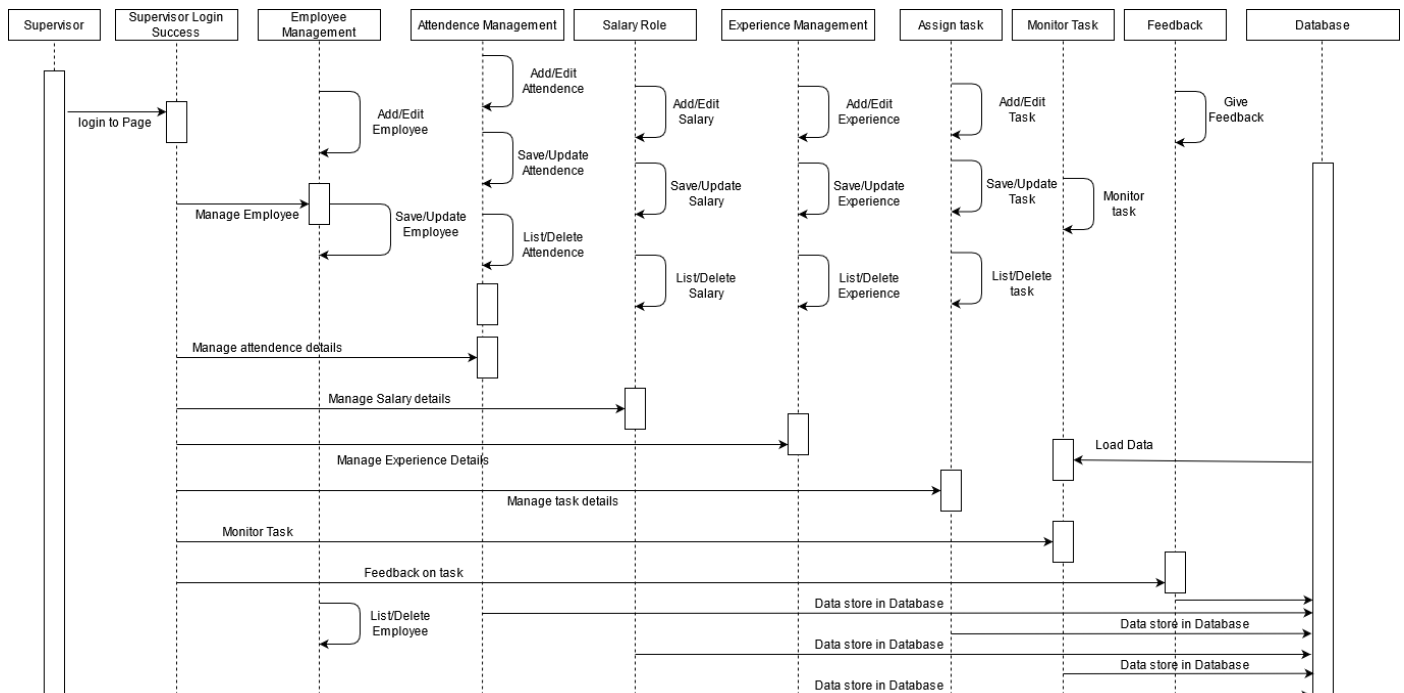 Supervisor
Supervisor Login
Success
Employee
Management
Attendence Management
Salary Role
Experience Management
Assign task
Monitor Task
Feedback
Database
Add/Edit
Attendence
Add/Edit
Employee
Add/Edit
Salary
Add/Edit
Experience
Add/Edit
Task
Give
Feedback
login to Page
Save/Update
Attendence
Save/Update
Salary
Save/Update
Experience
Save/Update
Task
Monitor
task
Manage Employee
Save/Update
Employee
List/Delete
Attendence
List/Delete
Salary
List/Delete
Experience
List/Delete
task
Manage attendence details
Manage Salary details
Load Data
Manage Experience Details
Manage task details
Monitor Task
Feedback on task
Data store in Database
List/Delete
Employee
Data store in Database
Data store in Database
Data store in Database
Data store in Database